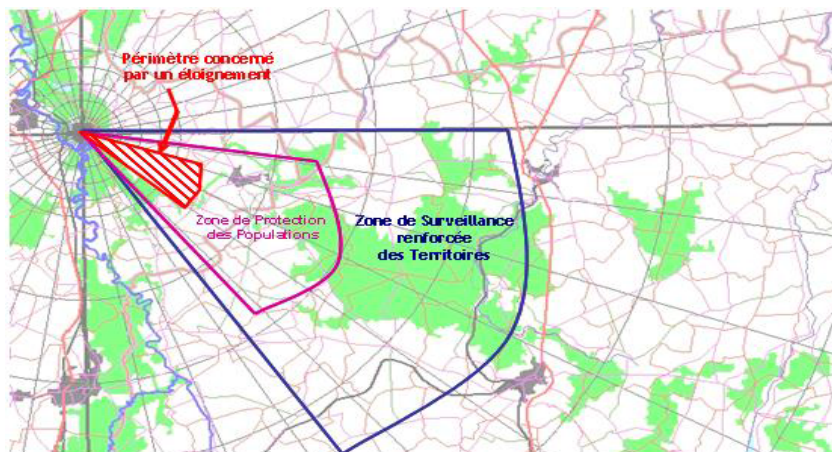 Périmètre concerné
par un éloignement
Zone de Protection
des Populations
Zone de Surveillance
renforcée
des Territoires